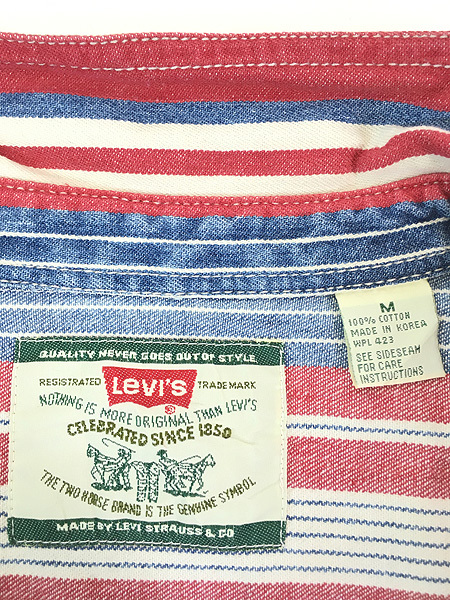 M
100% COTTON
MADE IN KOREA
WPL 423
SEE SIDESEAM
FOR CARE
INSTRUCTIONS
QUALITY NEVER GOES OUT OF STYLE
REGISTERED LEVI'S TRADE MARK
®
NOTHING IS MORE ORIGINAL THAN LEVI'S
CELEBRATED SINCE 1850
THE TWO HORSE BRAND IS THE GENUINE SYMBOL
MADE BY LEVI STRAUSS & CO